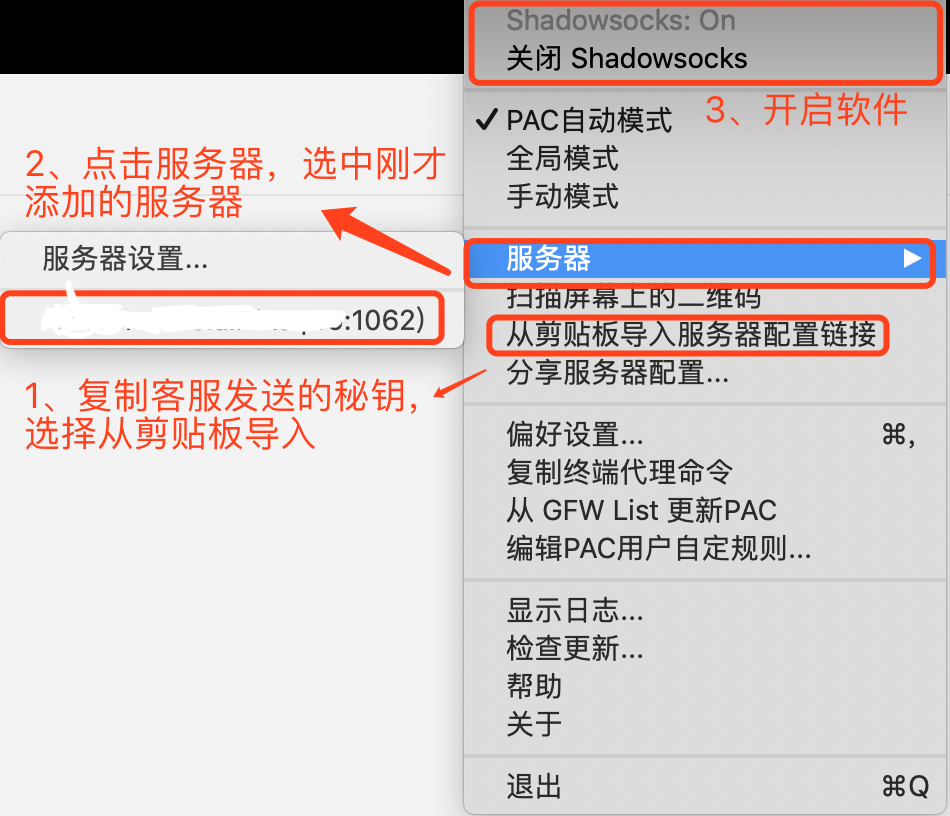 Shadowsocks: On
关闭 Shadowsocks
3、开启软件
✓ PAC自动模式
全局模式
手动模式
2、点击服务器，选中刚才
添加的服务器
服务器设置...
:1062)
服务器
扫描屏幕上的二维码
从剪贴板导入服务器配置链接
分享服务器配置...
1、复制客服发送的秘钥，
选择从剪贴板导入
偏好设置... ⌘,
复制终端代理命令
从 GFW List 更新PAC
编辑PAC用户自定规则...
显示日志...
检查更新...
帮助
关于
退出 ⌘Q